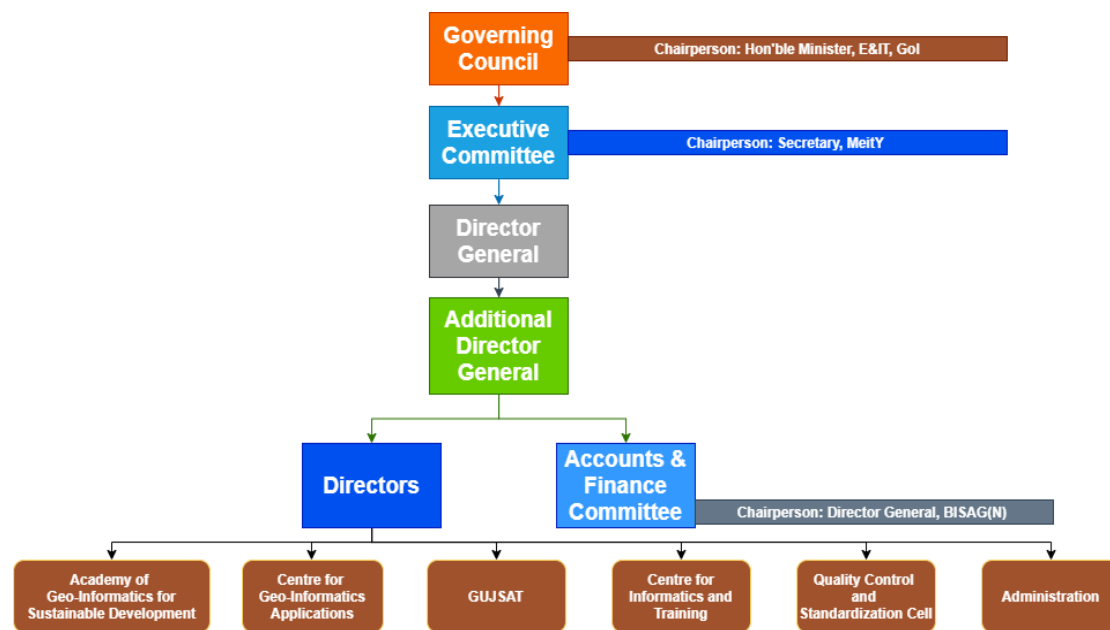 Governing
Council
Chairperson: Hon'ble Minister, E&IT, GoI
Executive
Committee
Chairperson: Secretary, MeitY
Director
General
Additional
Director
General
Directors
Accounts &
Finance
Committee
Chairperson: Director General, BISAG(N)
Academy of
Geo-Informatics for
Sustainable Development
Centre for
Geo-Informatics
Applications
GUJSAT
Centre for
Informatics and
Training
Quality Control
and
Standardization Cell
Administration